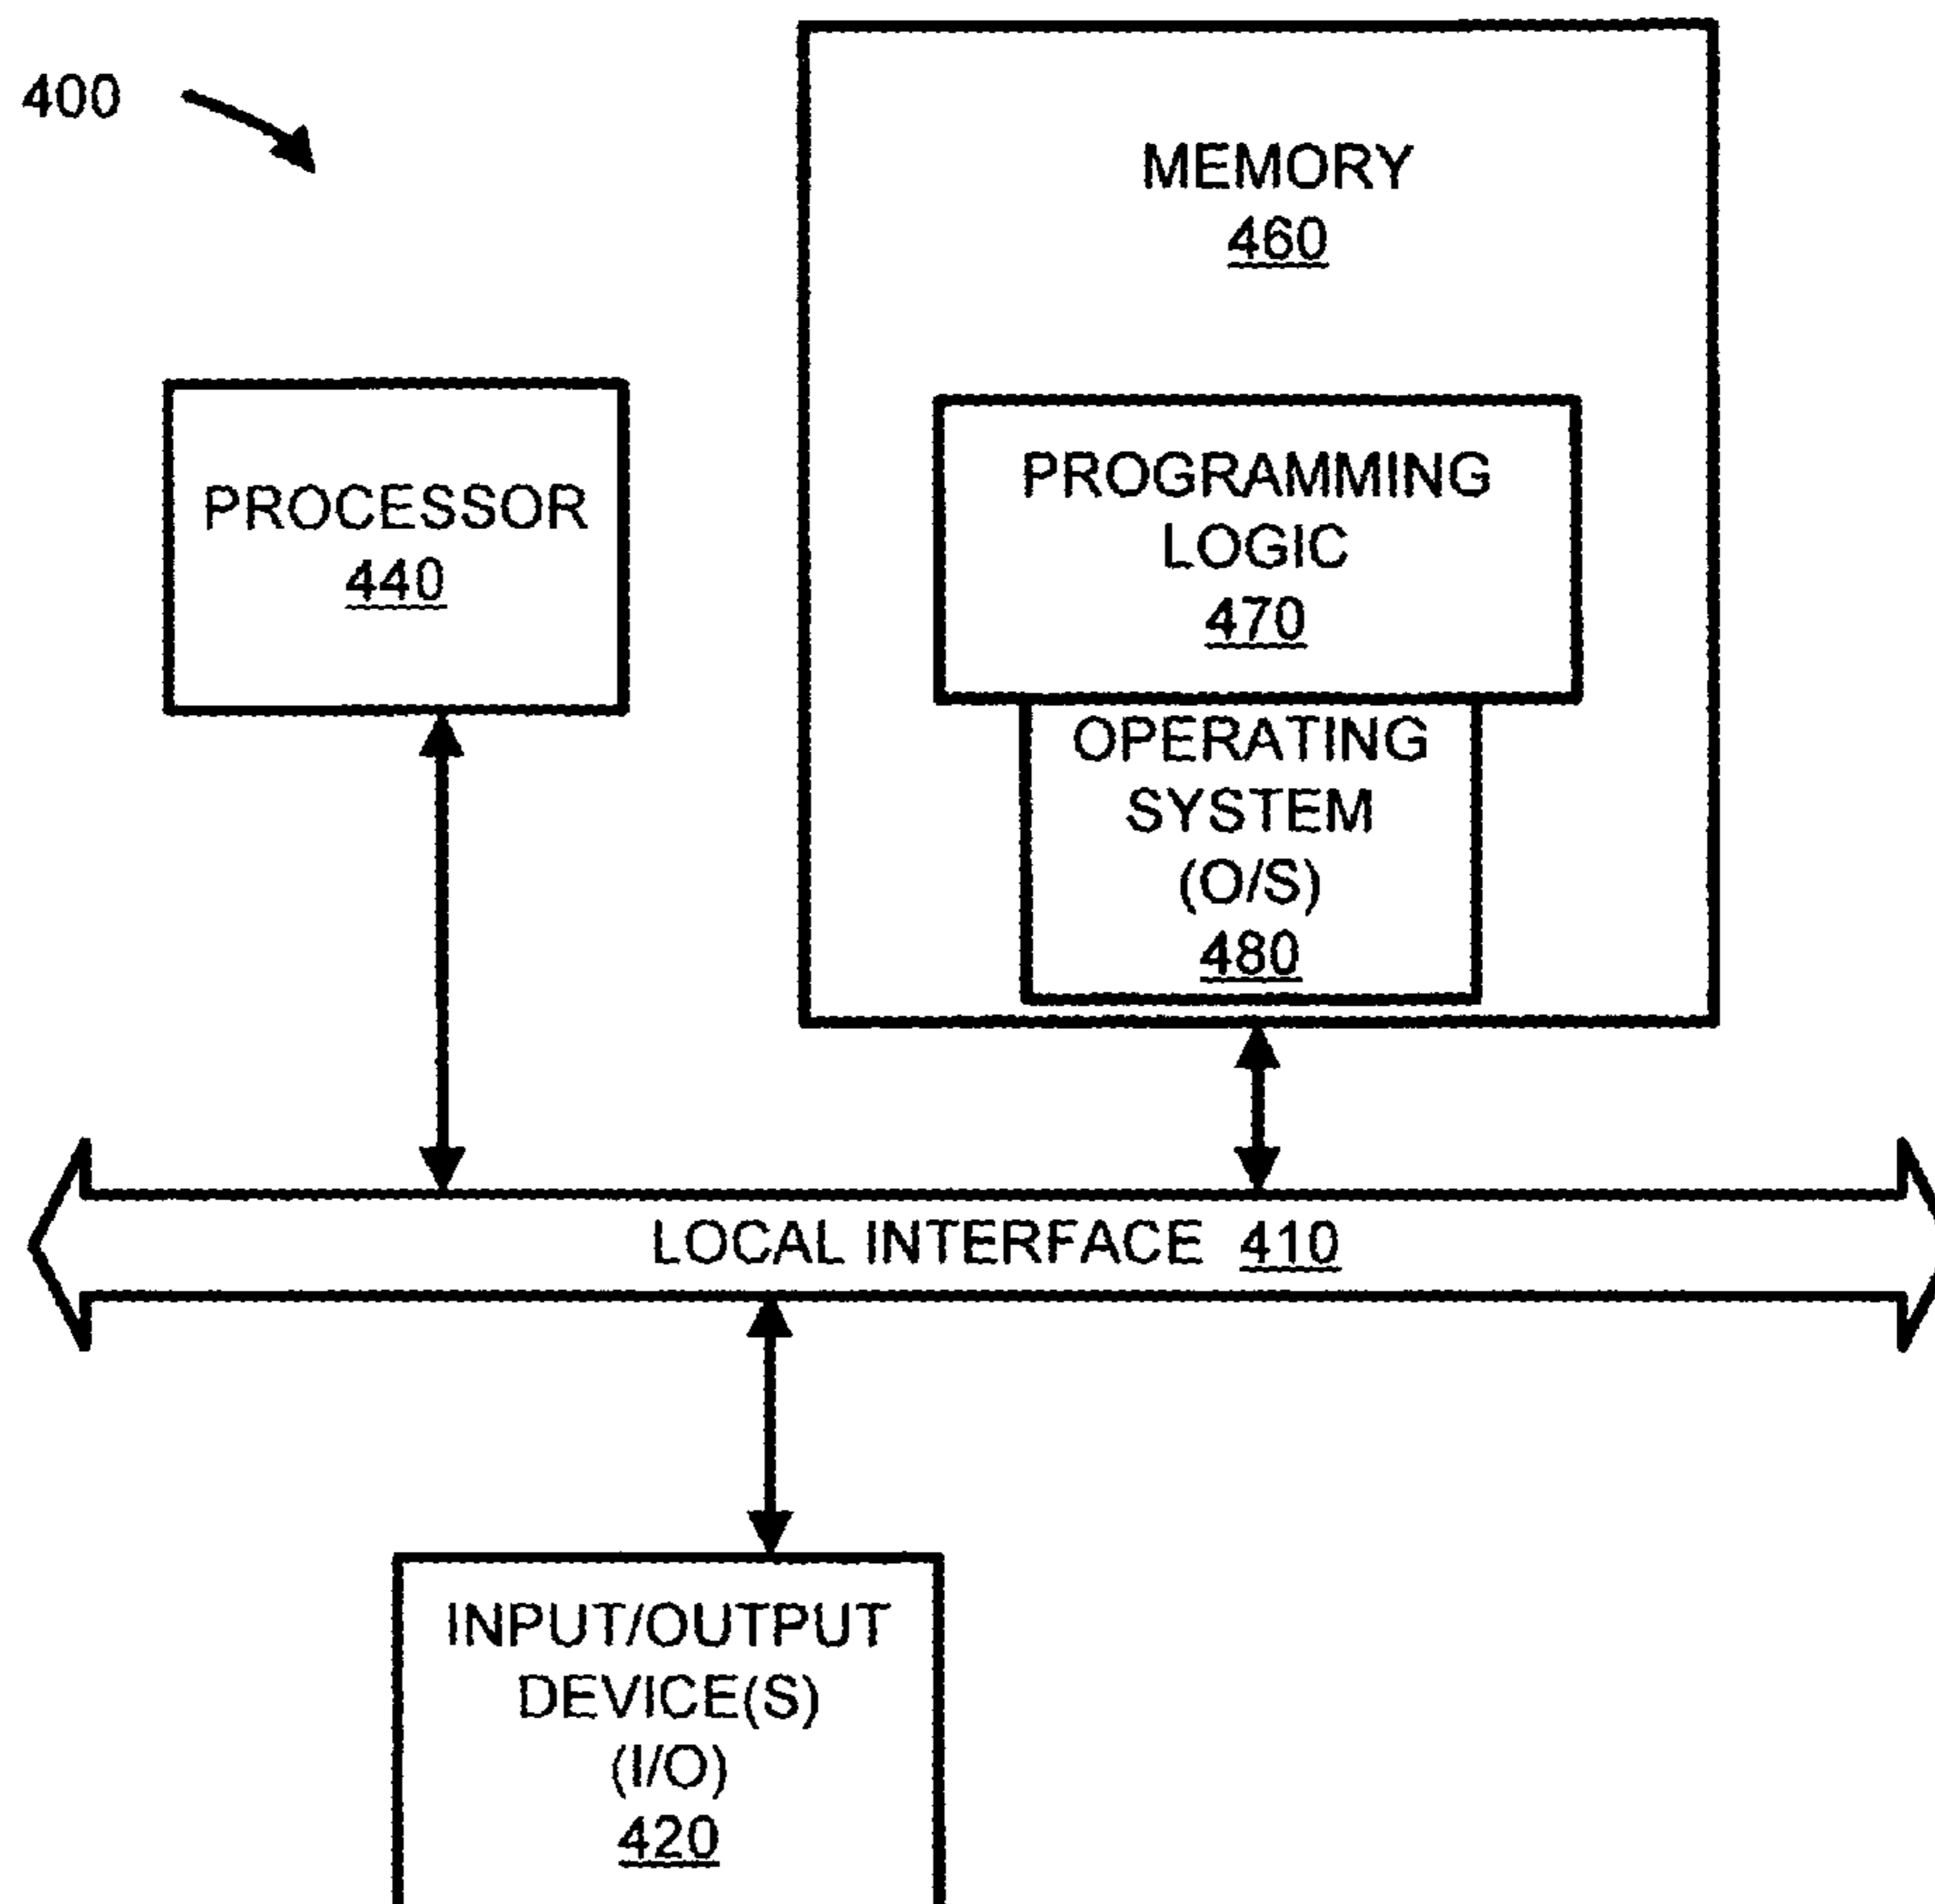 400
MEMORY
460
PROCESSOR
440
PROGRAMMING
LOGIC
470
OPERATING
SYSTEM
(O/S)
480
LOCAL INTERFACE 410
INPUT/OUTPUT
DEVICE(S)
(I/O)
420